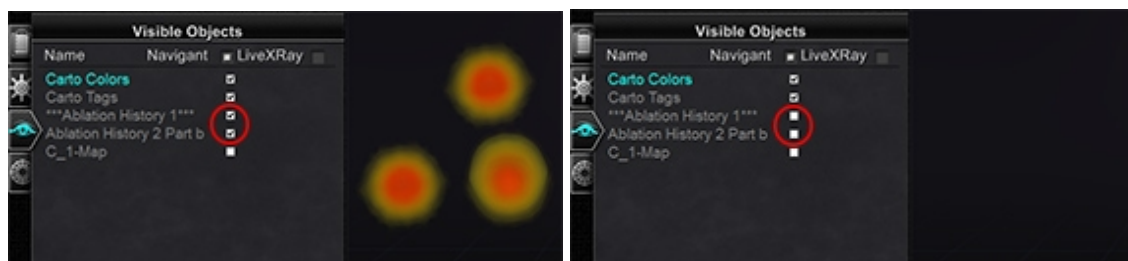 Visible Objects
Name Navigant LiveXRay
Carto Colors
Carto Tags
***Ablation History 1***
Ablation History 2 Part b
C_1-Map
Visible Objects
Name Navigant LiveXRay
Carto Colors
Carto Tags
***Ablation History 1***
Ablation History 2 Part b
C_1-Map